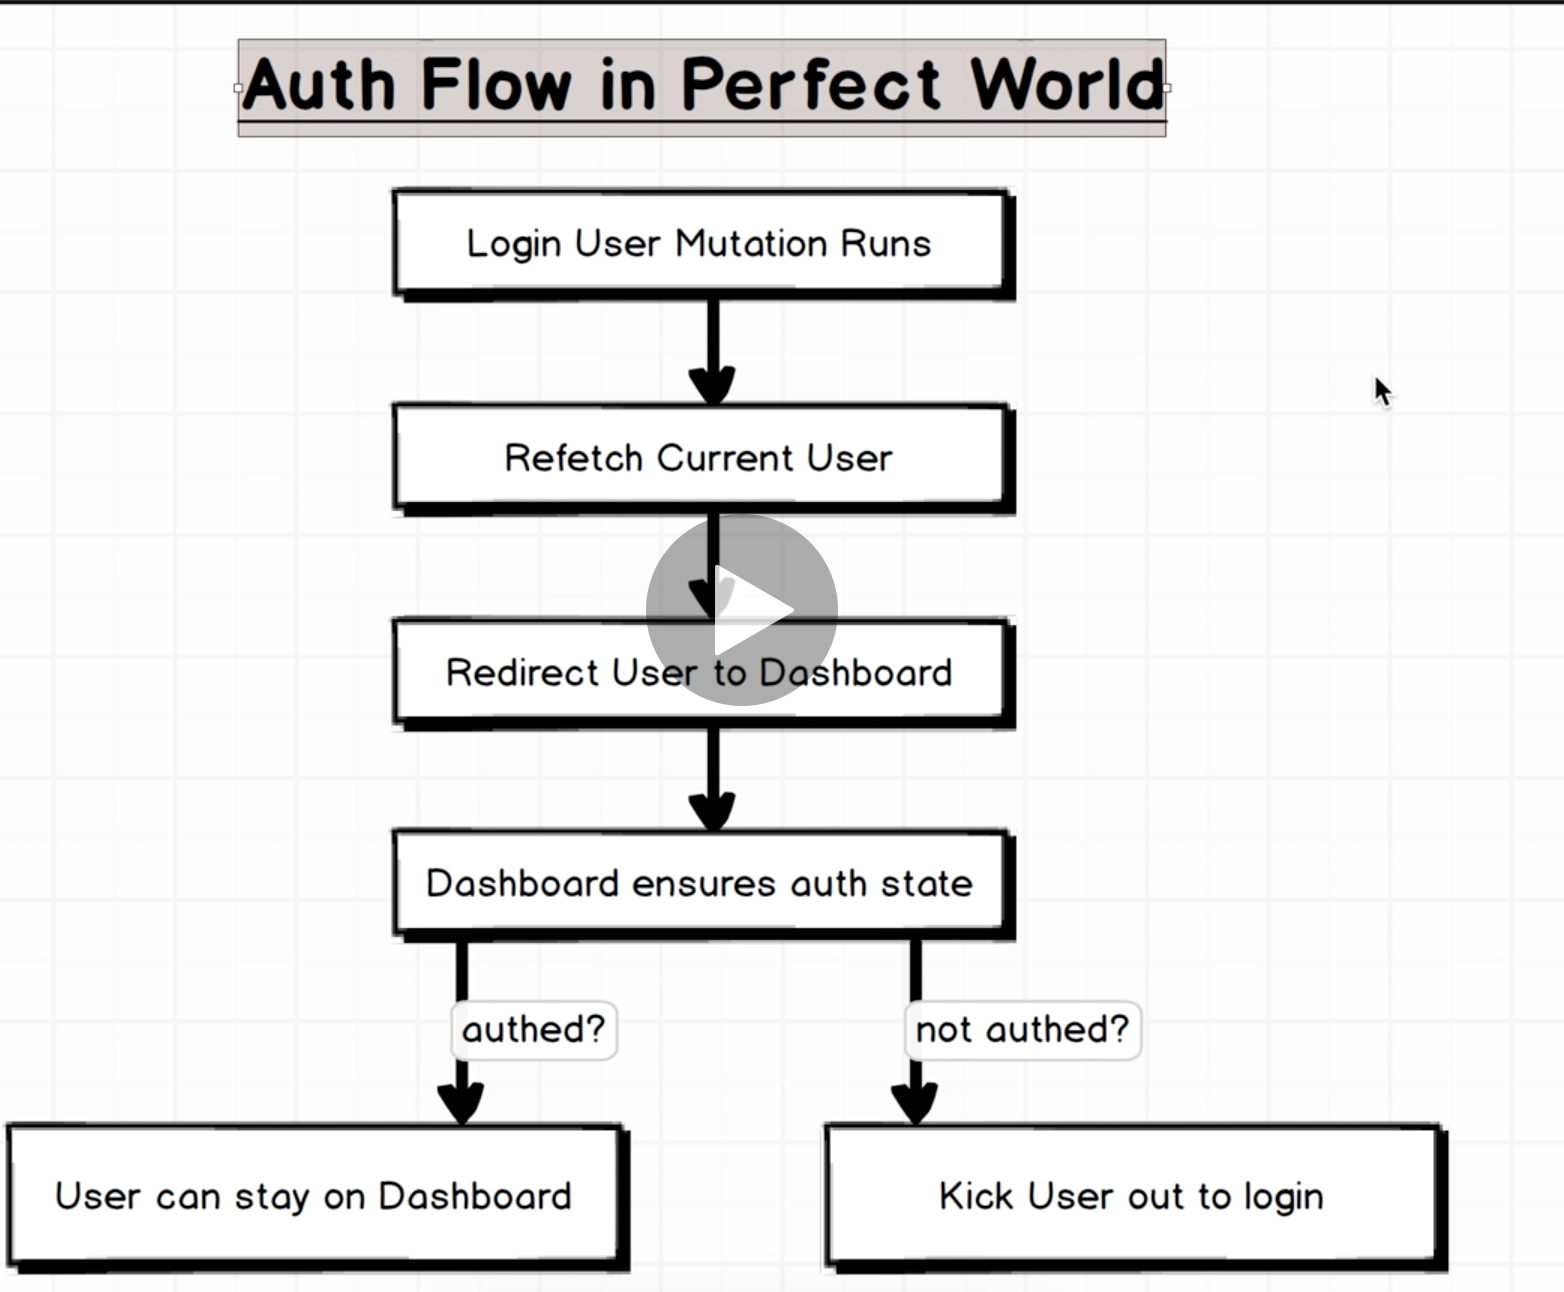 Auth Flow in Perfect World
Login User Mutation Runs
Refetch Current User
Redirect User to Dashboard
Dashboard ensures auth state
authed?
not authed?
User can stay on Dashboard
Kick User out to login